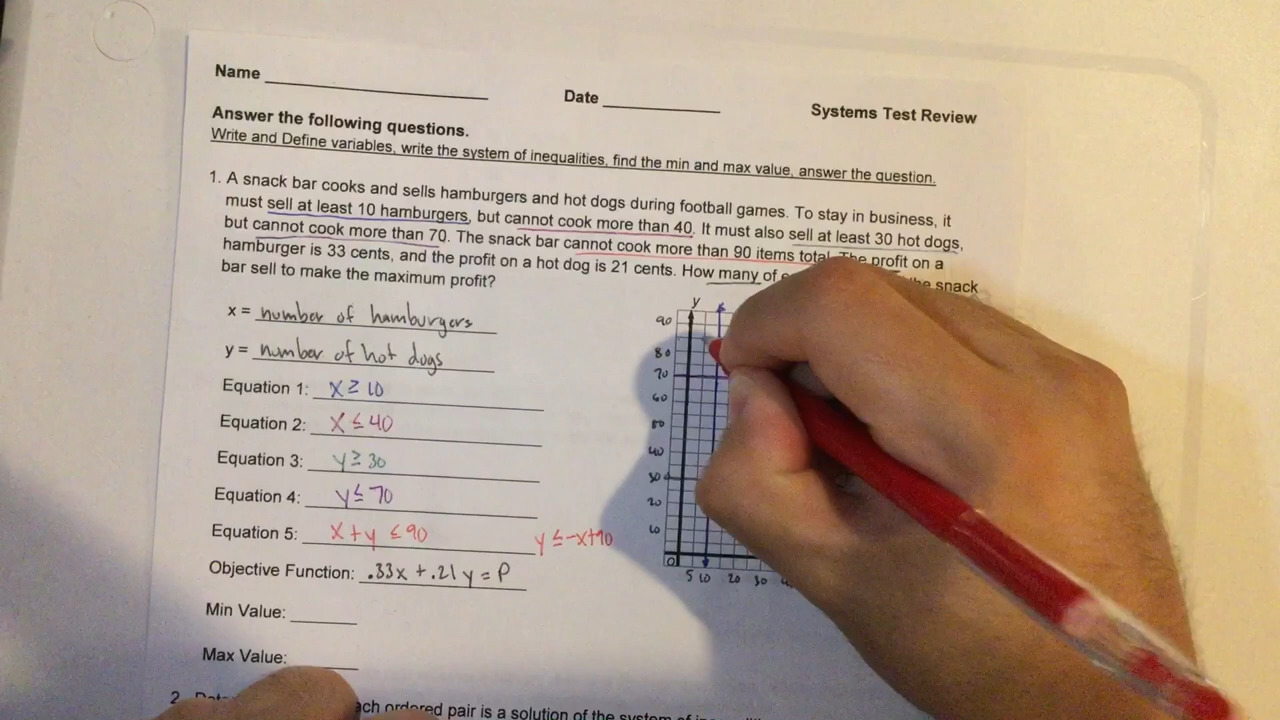 Name
Date
Systems Test Review
Answer the following questions.
Write and Define variables, write the system of inequalities, find the min and max value, answer the question.
1. A snack bar cooks and sells hamburgers and hot dogs during football games. To stay in business, it
must sell at least 10 hamburgers, but cannot cook more than 40. It must also sell at least 30 hot dogs,
but cannot cook more than 70. The snack bar cannot cook more than 90 items total. The profit on a
hamburger is 33 cents, and the profit on a hot dog is 21 cents. How many of the snack
bar sell to make the maximum profit?
x = number of hamburgers
y = number of hot dogs
Equation 1: x ≥ 10
Equation 2: x ≤ 40
Equation 3: y ≥ 30
Equation 4: y ≤ 70
Equation 5: x + y ≤ 90 y ≤ -x+90
Objective Function: .33x + .21y = P
Min Value:
Max Value:
y
90
80
70
60
50
40
30
20
10
0
5 10 20 30
2.
ach ordered pair is a solution of the system of